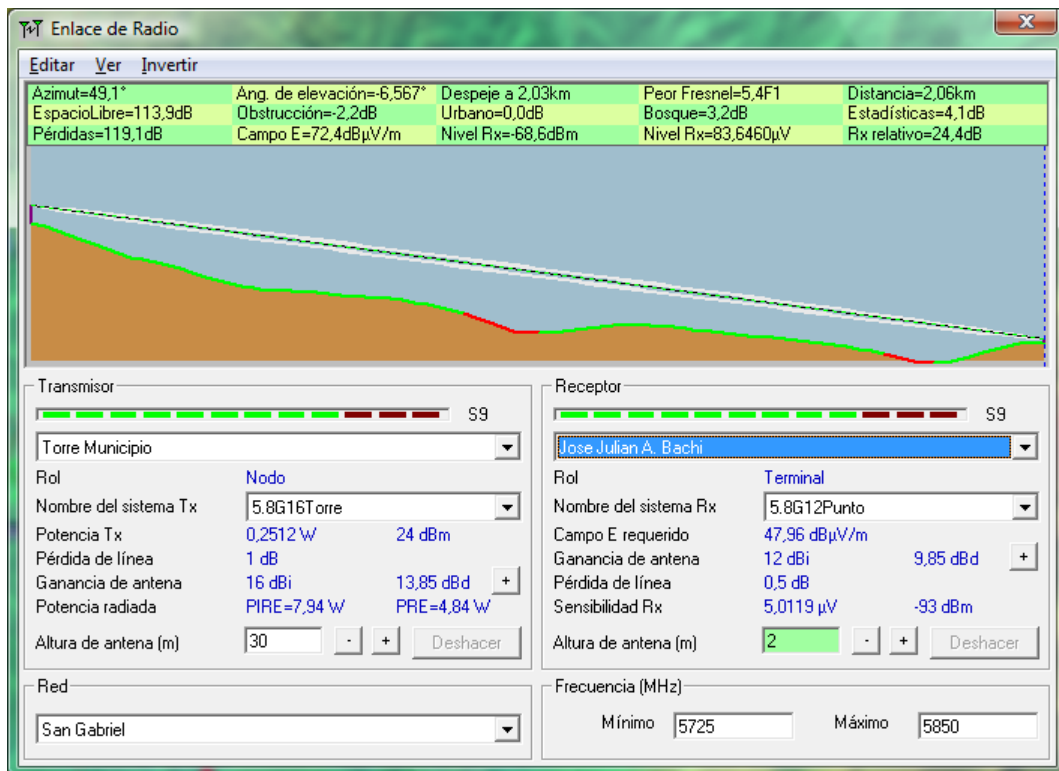 Enlace de Radio
Editar Ver Invertir
Azimut=49,1° Ang. de elevación=-6,567° Despeje a 2,03km Peor Fresnel=5,4F1 Distancia=2,06km
EspacioLibre=113,9dB Obstrucción=-2,2dB Urbano=0,0dB Bosque=3,2dB Estadísticas=4,1dB
Pérdidas=119,1dB Campo E=72,4dBµV/m Nivel Rx=-68,6dBm Nivel Rx=83,6460µV Rx relativo=24,4dB
Transmisor
S9
Torre Municipio
Rol Nodo
Nombre del sistema Tx 5.8G16Torre
Potencia Tx 0,2512 W 24 dBm
Pérdida de línea 1 dB
Ganancia de antena 16 dBi 13,85 dBd +
Potencia radiada PIRE=7,94 W PRE=4,84 W
Altura de antena (m) 30 - + Deshacer
Receptor
S9
Jose Julian A. Bachi
Rol Terminal
Nombre del sistema Rx 5.8G12Punto
Campo E requerido 47,96 dBµV/m
Ganancia de antena 12 dBi 9,85 dBd +
Pérdida de línea 0,5 dB
Sensibilidad Rx 5,0119 µV -93 dBm
Altura de antena (m) 2 - + Deshacer
Red
San Gabriel
Frecuencia (MHz)
Mínimo 5725 Máximo 5850